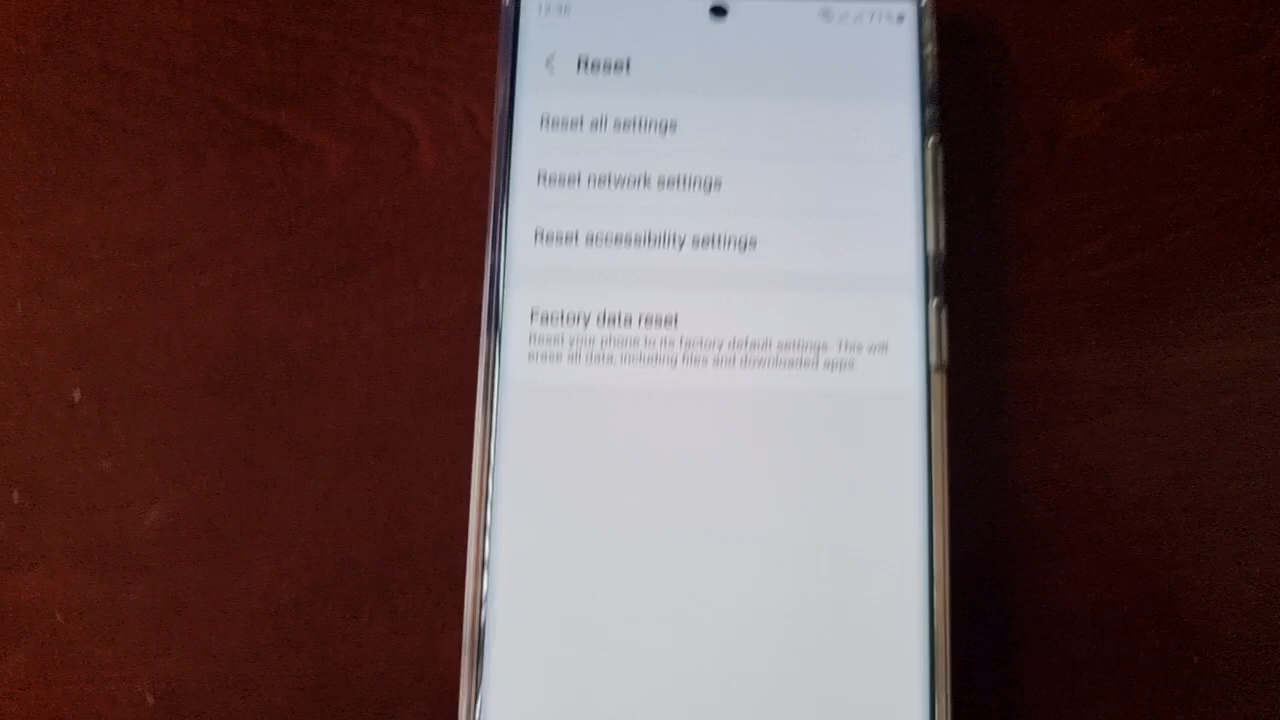 Reset
Reset all settings
Reset network settings
Reset accessibility settings
Factory data reset
Reset your phone to its factory default settings. This will
erase all data, including files and downloaded apps.